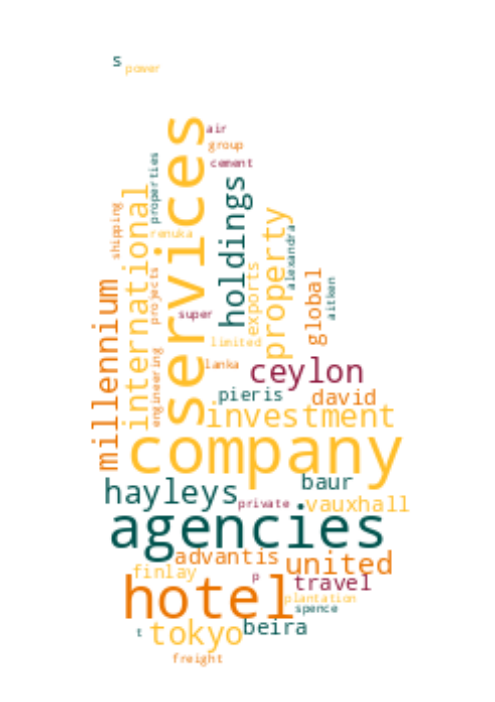 s
power
services
air
group
cement
properties
holdings
international
shipping
renuka
property
alexandra
exports
projects
global
aitken
millennium
super
limited
engineering
lanka
ceylon
pieris
david
investment
company
baur
hayleys
private
vauxhall
agencies
advantis
united
finlay
p
travel
hotel
plantation
spence
t
tokyo
beira
freight